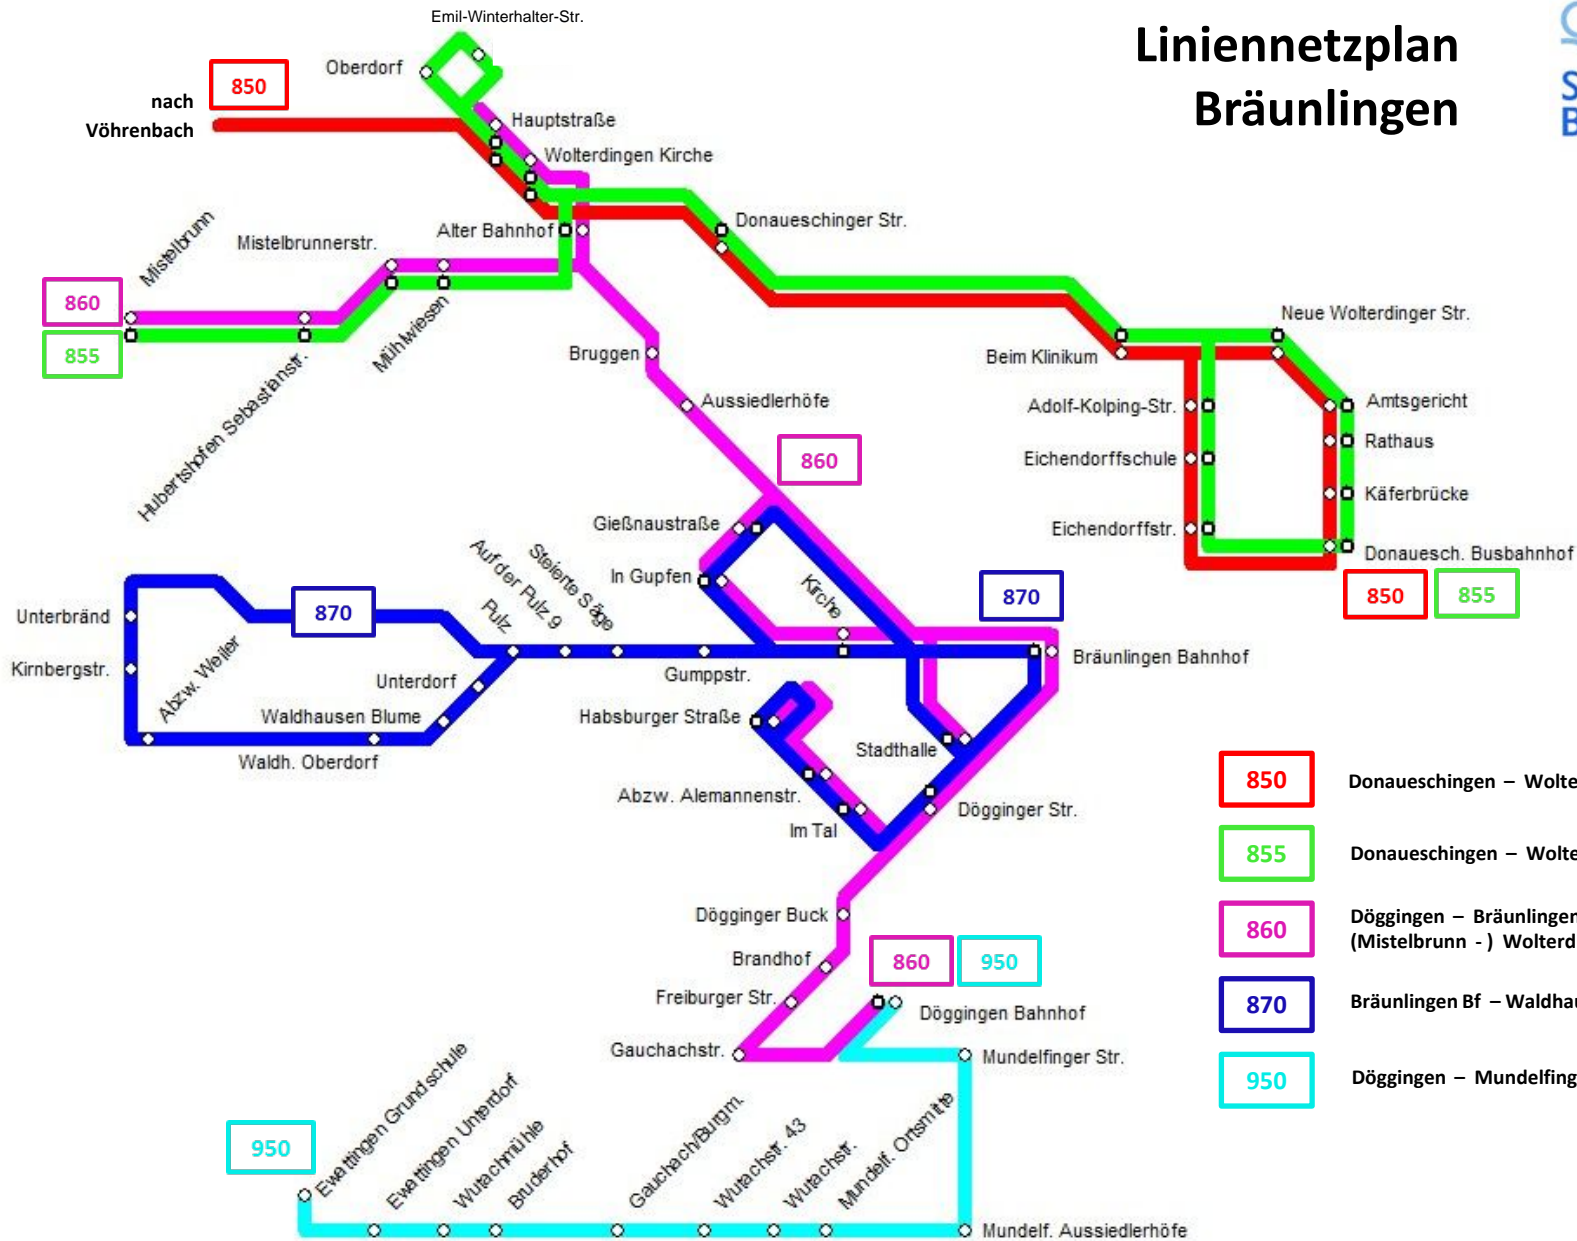 Liniennetzplan
Bräunlingen
Emil-Winterhalter-Str.
Oberdorf
850
nach
Vöhrenbach
Hauptstraße
Wolterdingen Kirche
Mistelbrunn
Mistelbrunnerstr.
Alter Bahnhof
Donaueschinger Str.
860
855
Mühlwiesen
Hubertshofen Sebastianstr.
Bruggen
Aussiedlerhöfe
Neue Wolterdinger Str.
Beim Klinikum
Adolf-Kolping-Str.
Amtsgericht
Rathaus
Eichendorffschule
Käferbrücke
Eichendorffstr.
Donauesch. Busbahnhof
850
855
860
Gießnaustraße
In Gupfen
Kirche
870
Steierte Säge
Auf der Pulz 9
Pulz
Unterbränd
870
Kirnbergstr.
Abzw. Weiler
Unterdorf
Gumppstr.
Bräunlingen Bahnhof
Waldhausen Blume
Habsburger Straße
Waldh. Oberdorf
Stadthalle
Abzw. Alemannenstr.
Im Tal
Dögginger Str.
Dögginger Buck
Brandhof
860
950
Freiburger Str.
Döggingen Bahnhof
Gauchachstr.
Mundelfinger Str.
950
Ewattingen Grundschule
Ewattingen Unterdorf
Wutachmühle
Bruderhof
Gauchach/Burgm.
Wutachstr. 43
Wutachstr.
Mundelf. Ortsmitte
Mundelf. Aussiedlerhöfe
850 Donaueschingen – Wolte
855 Donaueschingen – Wolte
860 Döggingen – Bräunlingen
(Mistelbrunn - ) Wolterd
870 Bräunlingen Bf – Waldhau
950 Döggingen – Mundelfing
S
B